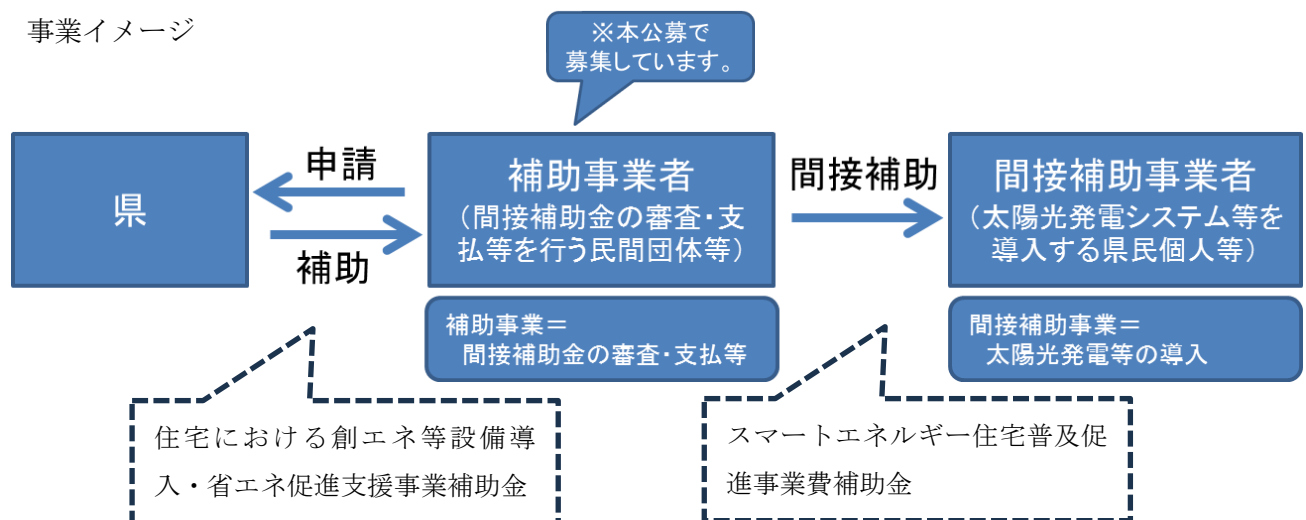 事業イメージ
※本公募で
募集しています。
県
申請
補助
補助事業者
（間接補助金の審査・支
払等を行う民間団体等）
間接補助
間接補助事業者
（太陽光発電システム等を
導入する県民個人等）
補助事業＝
間接補助金の審査・支払等
間接補助事業＝
太陽光発電等の導入
住宅における創エネ等設備導
入・省エネ促進支援事業補助金
スマートエネルギー住宅普及促
進事業費補助金